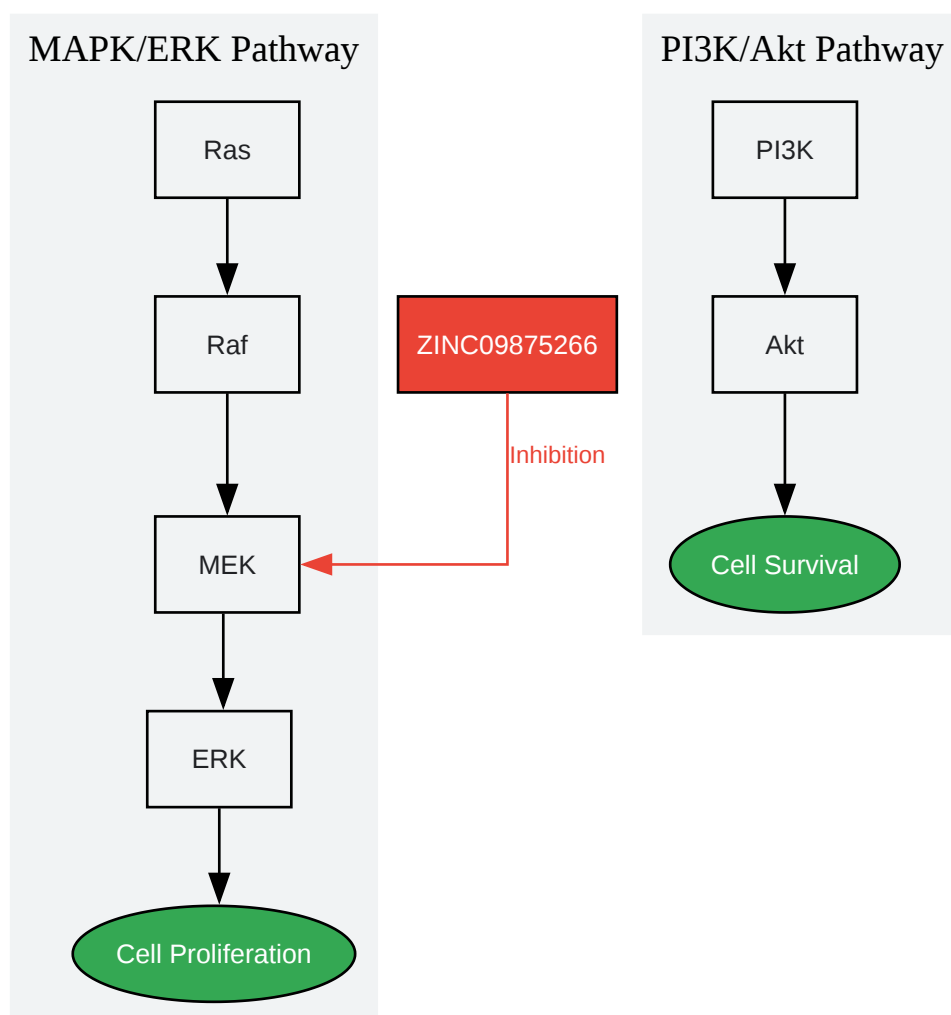 MAPK/ERK Pathway
PI3K/Akt Pathway
Ras
PI3K
Raf
ZINC09875266
Akt
Inhibition
MEK
Cell Survival
ERK
Cell Proliferation